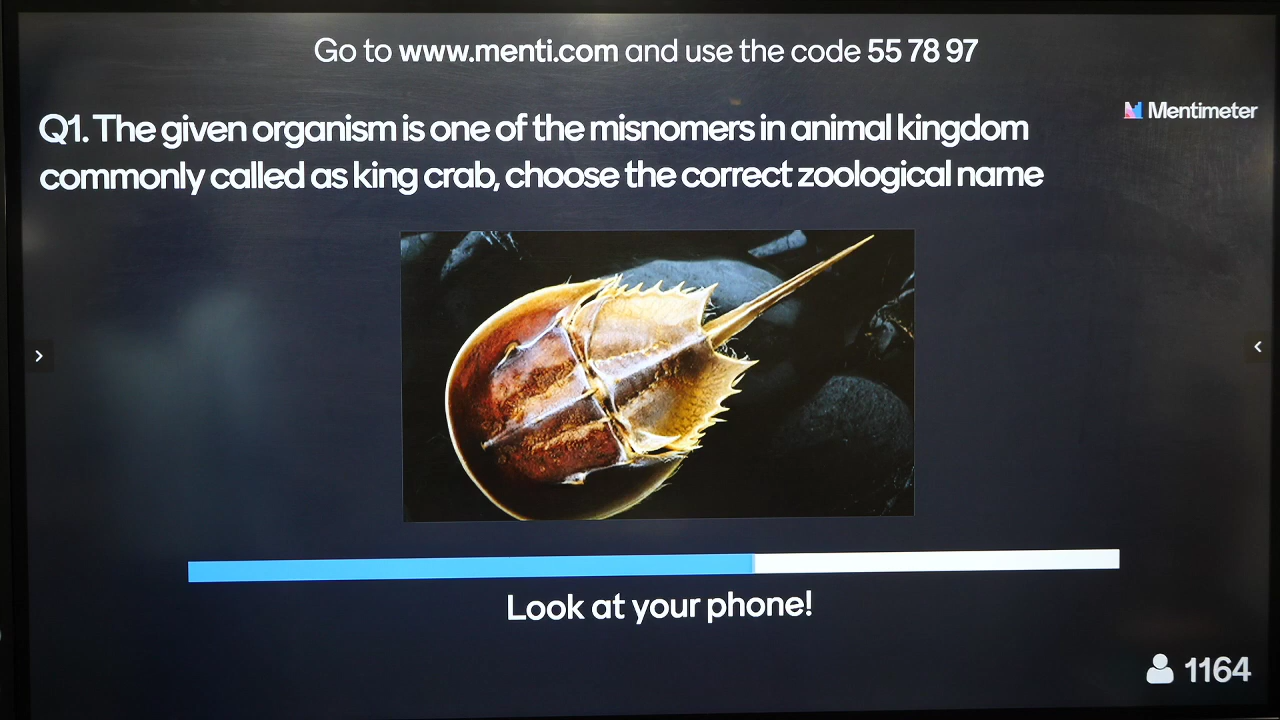 Go to www.menti.com and use the code 55 78 97
Mentimeter
Q1. The given organism is one of the misnomers in animal kingdom
commonly called as king crab, choose the correct zoological name
Look at your phone!
1164